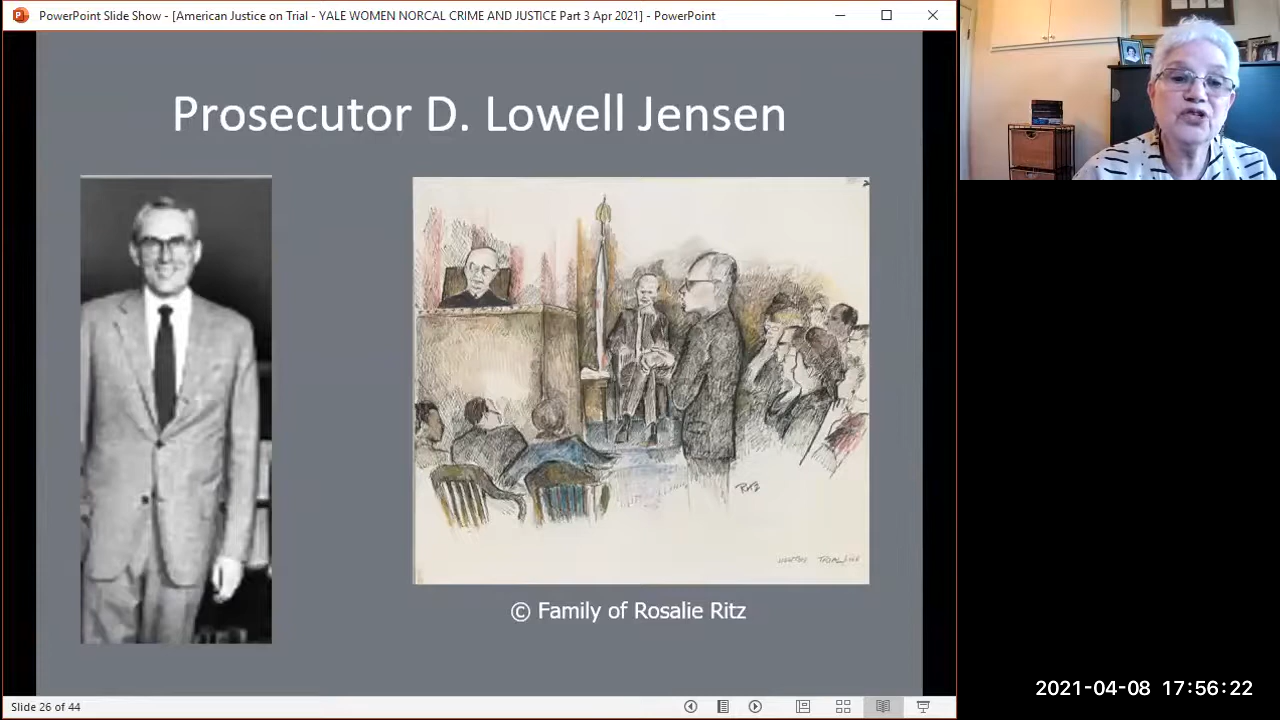 PowerPoint Slide Show - [American Justice on Trial - YALE WOMEN NORCAL CRIME AND JUSTICE Part 3 Apr 2021] - PowerPoint
Prosecutor D. Lowell Jensen
© Family of Rosalie Ritz
Slide 26 of 44
2021-04-08 17:56:22